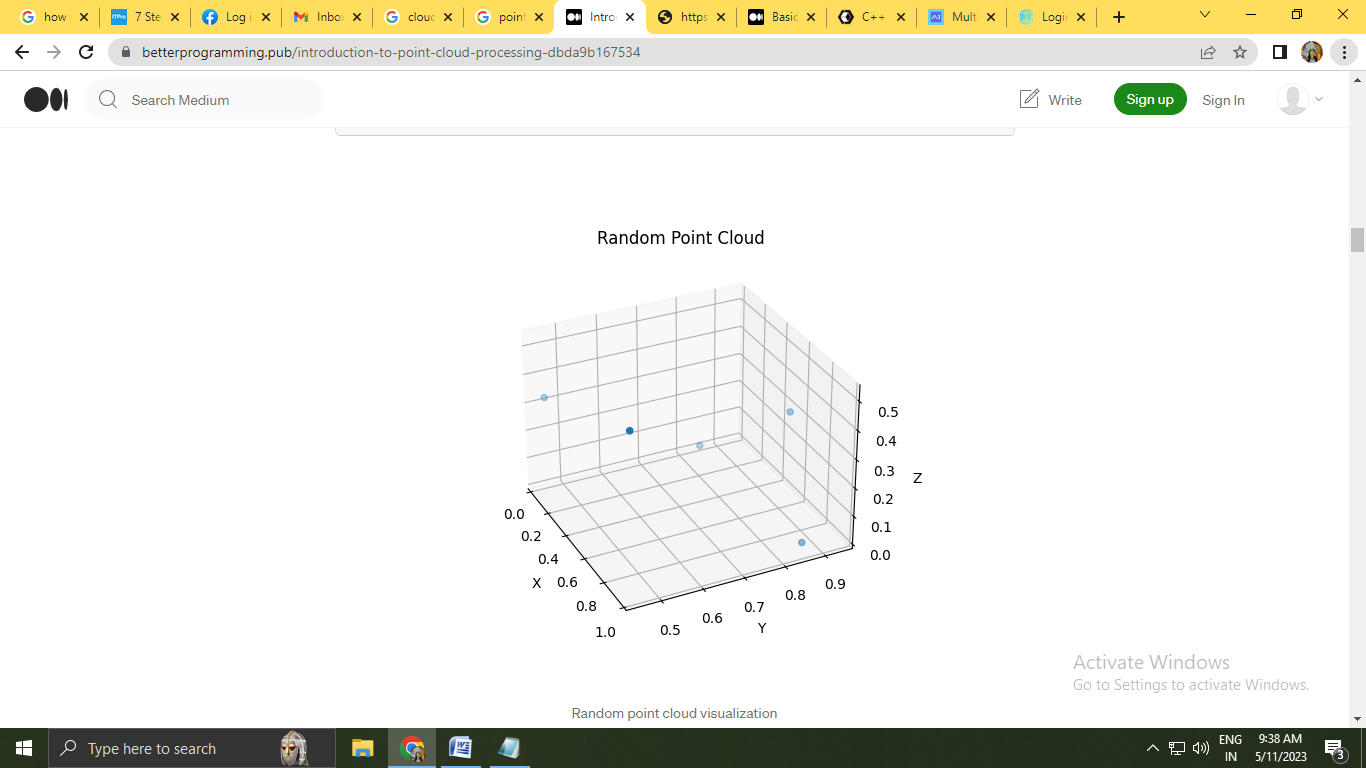 how
7 Ste
Log i
Inbo
clouc
point
Intro
https
Basic
C++
Mult
Login
betterprogramming.pub/introduction-to-point-cloud-processing-dbda9b167534
Search Medium
Write
Sign up
Sign In
Random Point Cloud
0.5
0.4
0.3
Z
0.2
0.1
0.0
0.0
0.2
0.4
X
0.6
0.8
1.0
0.5
0.6
0.7
0.8
0.9
Y
Activate Windows
Go to Settings to activate Windows.
Random point cloud visualization
Type here to search
ENG
IN
9:38 AM
5/11/2023
3